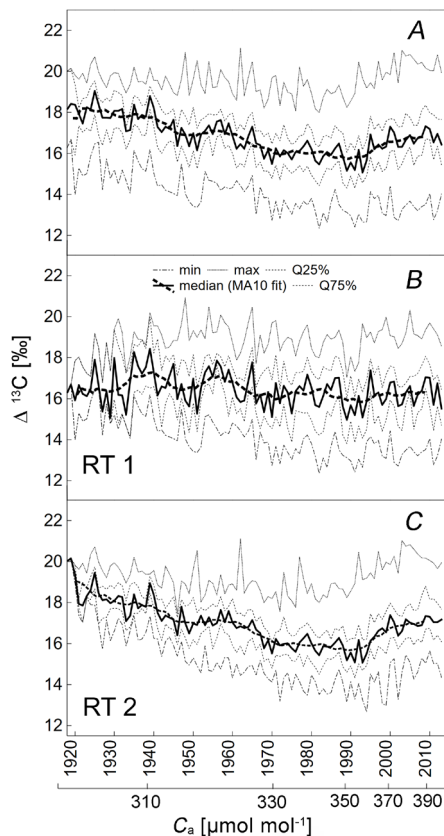 A
22
20
18
16
14
12
B
min max Q25%
median (MA10 fit) Q75%
22
20
18
16
14
12
Δ ¹³C [‰]
RT 1
C
22
20
18
16
14
12
RT 2
1920 1930 1940 1950 1960 1970 1980 1990 2000 2010
310 330 350 370 390
Cₐ [µmol mol⁻¹]